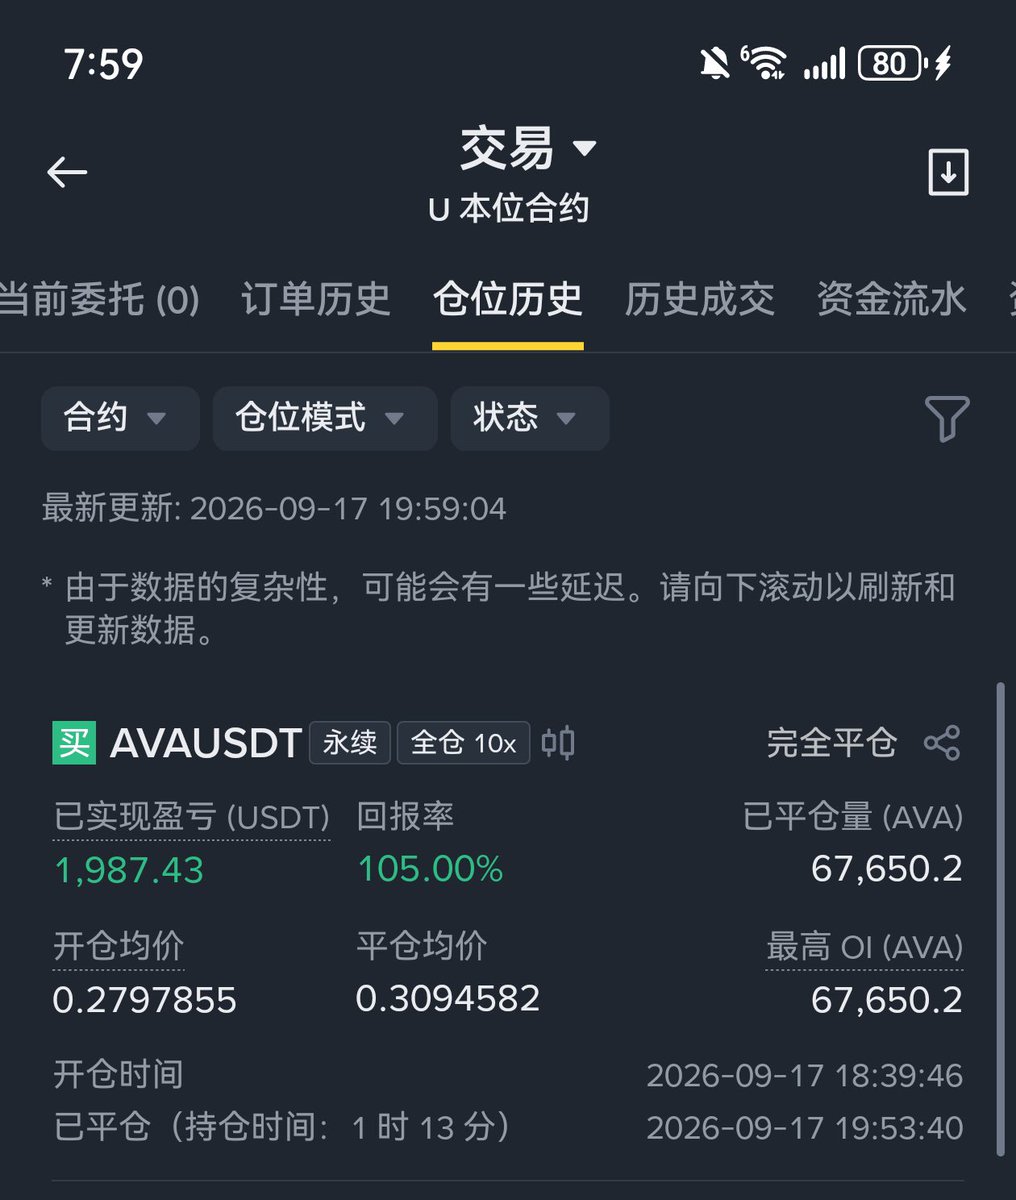 7:59
6
80
交易
U 本位合约
当前委托 (0) 订单历史 仓位历史 历史成交 资金流水
合约 仓位模式 状态
最新更新: 2026-09-17 19:59:04
* 由于数据的复杂性，可能会有一些延迟。请向下滚动以刷新和
更新数据。
买 AVAUSDT 永续 全仓 10x 完全平仓
已实现盈亏 (USDT) 回报率 已平仓量 (AVA)
1,987.43 105.00% 67,650.2
开仓均价 平仓均价 最高 OI (AVA)
0.2797855 0.3094582 67,650.2
开仓时间 2026-09-17 18:39:46
已平仓（持仓时间：1 时 13 分） 2026-09-17 19:53:40